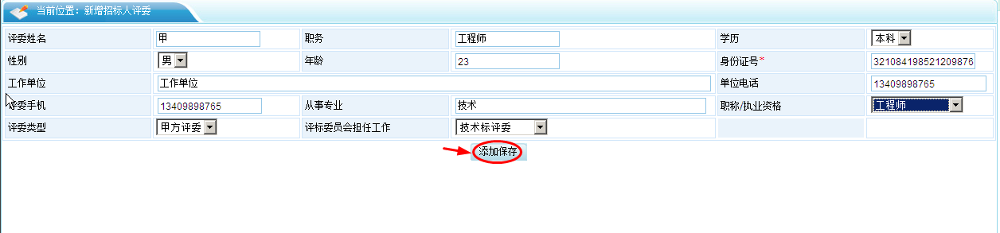 当前位置：新增招标人评委
评委姓名 甲 职务 工程师 学历 本科
性别 男 年龄 23 身份证号* 321084198521209876
工作单位 工作单位 单位电话 13409898765
评委手机 13409898765 从事专业 技术 职称/执业资格 工程师
评委类型 甲方评委 评标委员会担任工作 技术标评委
添加保存